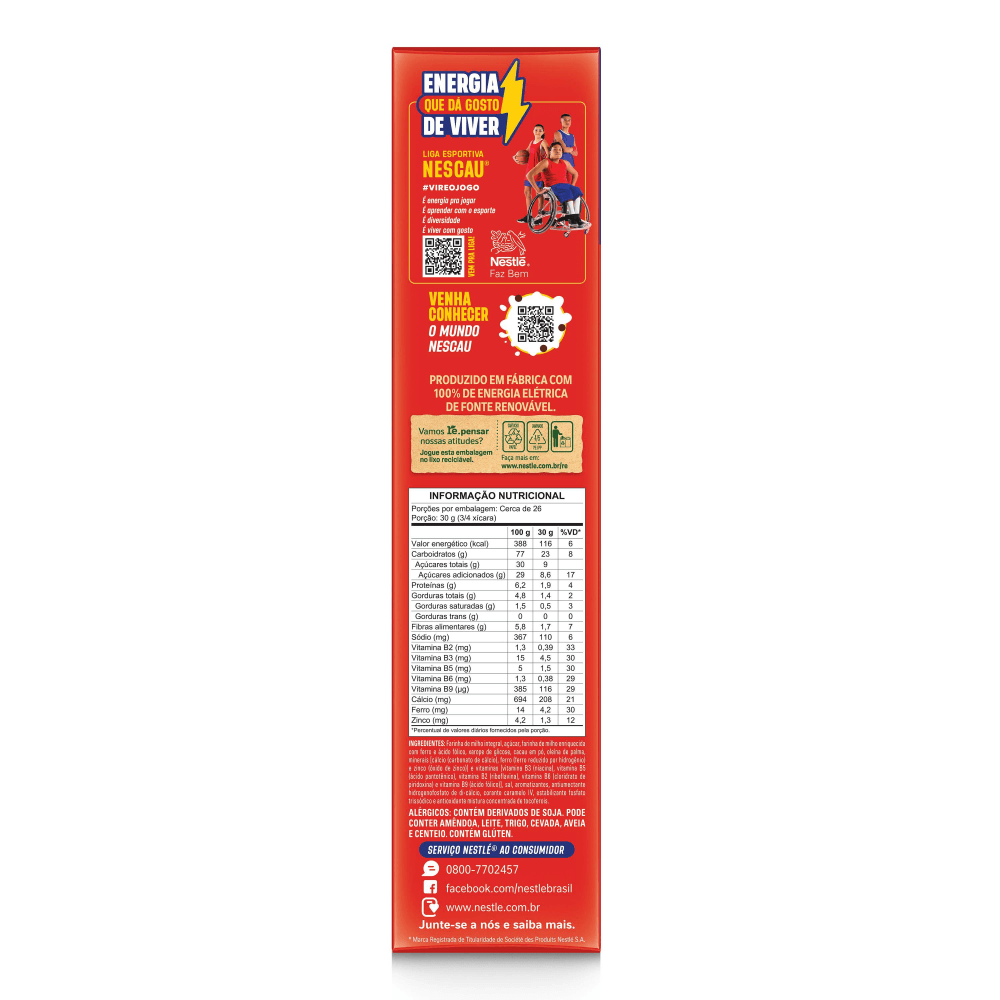 ENERGIA
QUE DÁ GOSTO
DE VIVER
LIGA ESPORTIVA
NESCAU®
#VIREOJOGO
É energia pra jogar
É aprender com o esporte
É diversidade
É viver com gosto
VEM PRA LIGA!
Nestlé®
Faz Bem
VENHA
CONHECER
O MUNDO
NESCAU
PRODUZIDO EM FÁBRICA COM
100% DE ENERGIA ELÉTRICA
DE FONTE RENOVÁVEL.
Vamos re.pensar
nossas atitudes?
Jogue esta embalagem
no lixo reciclável.
Faça mais em:
www.nestle.com.br/re
INFORMAÇÃO NUTRICIONAL
Porções por embalagem: Cerca de 26
Porção: 30 g (3/4 xícara)
100 g 30 g %VD*
Valor energético (kcal) 388 116 6
Carboidratos (g) 77 23 8
Açúcares totais (g) 30 9
Açúcares adicionados (g) 29 8,6 17
Proteínas (g) 6,2 1,9 4
Gorduras totais (g) 4,8 1,4 2
Gorduras saturadas (g) 1,5 0,5 3
Gorduras trans (g) 0 0 0
Fibras alimentares (g) 5,8 1,7 7
Sódio (mg) 367 110 6
Vitamina B2 (mg) 1,3 0,39 33
Vitamina B3 (mg) 15 4,5 30
Vitamina B5 (mg) 5 1,5 30
Vitamina B6 (mg) 1,3 0,38 29
Vitamina B9 (µg) 385 116 29
Cálcio (mg) 694 208 21
Ferro (mg) 14 4,2 30
Zinco (mg) 4,2 1,3 12
*Percentual de valores diários fornecidos pela porção.
INGREDIENTES: Farinha de milho integral, açúcar, farinha de milho enriquecida
com ferro e ácido fólico, xarope de glicose, cacau em pó, oleína de palma,
minerais [cálcio (carbonato de cálcio), ferro (ferro reduzido por hidrogênio)
e zinco (óxido de zinco)] e vitaminas [vitamina B3 (niacina), vitamina B5
(ácido pantotênico), vitamina B2 (riboflavina), vitamina B6 (cloridrato de
piridoxina) e vitamina B9 (ácido fólico)], sal, aromatizantes, antiumectante
hidrogenofosfato de di-cálcio, corante caramelo IV, estabilizante fosfato
trissódico e antioxidante mistura concentrada de tocoferóis.
ALÉRGICOS: CONTÉM DERIVADOS DE SOJA. PODE
CONTER AMÊNDOA, LEITE, TRIGO, CEVADA, AVEIA
E CENTEIO. CONTÉM GLÚTEN.
SERVIÇO NESTLÉ® AO CONSUMIDOR
0800-7702457
facebook.com/nestlebrasil
www.nestle.com.br
Junte-se a nós e saiba mais.
* Marca Registrada de Titularidade de Société des Produits Nestlé S.A.